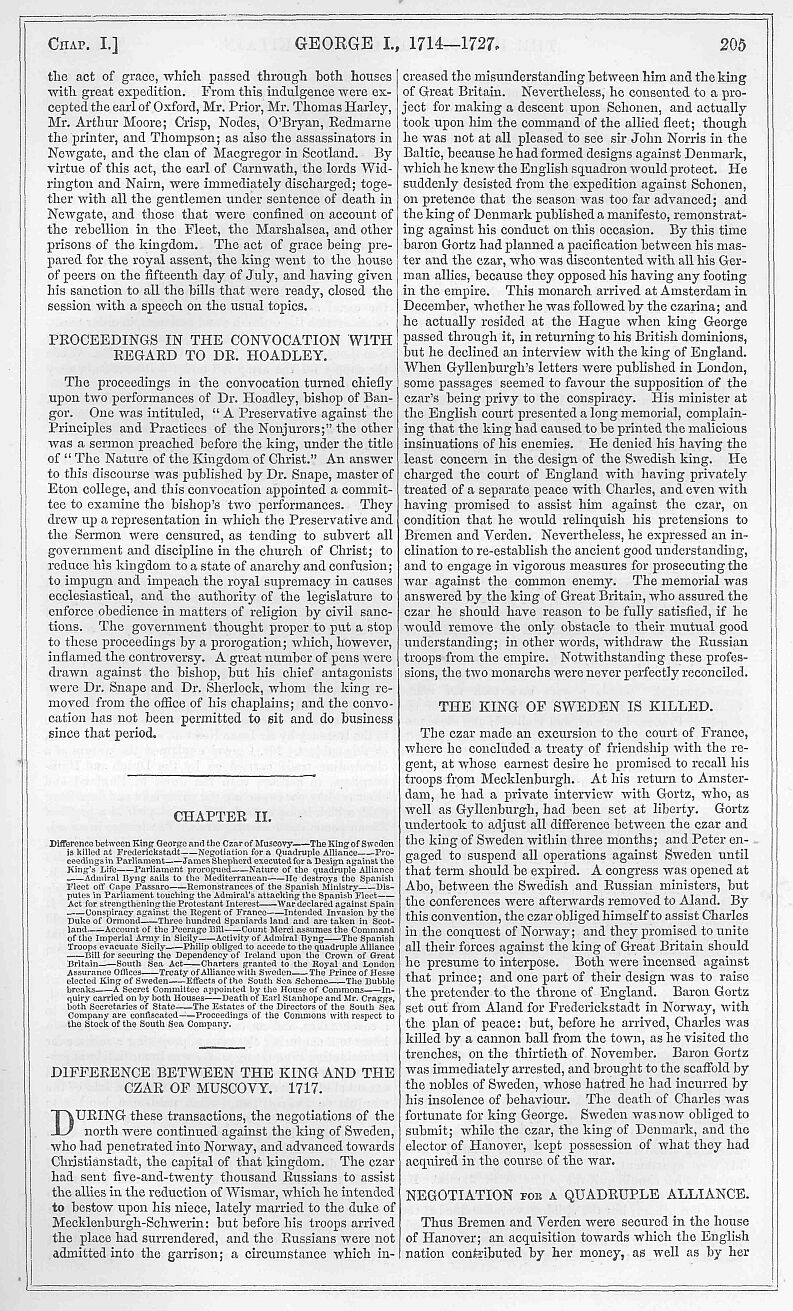 CHAP. I.] GEORGE I., 1714—1727. 205
the act of grace, which passed through both houses
with great expedition. From this indulgence were ex-
cepted the earl of Oxford, Mr. Prior, Mr. Thomas Harley,
Mr. Arthur Moore; Crisp, Nodes, O'Bryan, Redmarne
the printer, and Thompson; as also the assassinators in
Newgate, and the clan of Macgregor in Scotland. By
virtue of this act, the earl of Carnwath, the lords Wid-
rington and Nairn, were immediately discharged; toge-
ther with all the gentlemen under sentence of death in
Newgate, and those that were confined on account of
the rebellion in the Fleet, the Marshalsea, and other
prisons of the kingdom. The act of grace being pre-
pared for the royal assent, the king went to the house
of peers on the fifteenth day of July, and having given
his sanction to all the bills that were ready, closed the
session with a speech on the usual topics.
PROCEEDINGS IN THE CONVOCATION WITH
REGARD TO DR. HOADLEY.
The proceedings in the convocation turned chiefly
upon two performances of Dr. Hoadley, bishop of Ban-
gor. One was intituled, “ A Preservative against the
Principles and Practices of the Nonjurors;” the other
was a sermon preached before the king, under the title
of “ The Nature of the Kingdom of Christ.” An answer
to this discourse was published by Dr. Snape, master of
Eton college, and this convocation appointed a commit-
tee to examine the bishop's two performances. They
drew up a representation in which the Preservative and
the Sermon were censured, as tending to subvert all
government and discipline in the church of Christ; to
reduce his kingdom to a state of anarchy and confusion;
to impugn and impeach the royal supremacy in causes
ecclesiastical, and the authority of the legislature to
enforce obedience in matters of religion by civil sanc-
tions. The government thought proper to put a stop
to these proceedings by a prorogation; which, however,
inflamed the controversy. A great number of pens were
drawn against the bishop, but his chief antagonists
were Dr. Snape and Dr. Sherlock, whom the king re-
moved from the office of his chaplains; and the convo-
cation has not been permitted to sit and do business
since that period.
CHAPTER II.
Difference between King George and the Czar of Muscovy——The King of Sweden
is killed at Frederickstadt——Negotiation for a Quadruple Alliance——Pro-
ceedings in Parliament——James Shepherd executed for a Design against the
King's Life——Parliament prorogued——Nature of the quadruple Alliance
——Admiral Byng sails to the Mediterranean——He destroys the Spanish
Fleet off Cape Passaro——Remonstrances of the Spanish Ministry——Dis-
putes in Parliament touching the Admiral's attacking the Spanish Fleet——
Act for strengthening the Protestant Interest——War declared against Spain
——Conspiracy against the Regent of France——Intended Invasion by the
Duke of Ormond——Three hundred Spaniards land and are taken in Scot-
land——Account of the Peerage Bill——Count Merci assumes the Command
of the Imperial Army in Sicily——Activity of Admiral Byng——The Spanish
Troops evacuate Sicily——Philip obliged to accede to the quadruple Alliance
——Bill for securing the Dependency of Ireland upon the Crown of Great
Britain——South Sea Act——Charters granted to the Royal and London
Assurance Offices——Treaty of Alliance with Sweden——The Prince of Hesse
elected King of Sweden——Effects of the South Sea Scheme——The Bubble
breaks——A Secret Committee appointed by the House of Commons——In-
quiry carried on by both Houses——Death of Earl Stanhope and Mr. Craggs,
both Secretaries of State——The Estates of the Directors of the South Sea
Company are confiscated——Proceedings of the Commons with respect to
the Stock of the South Sea Company.
DIFFERENCE BETWEEN THE KING AND THE
CZAR OF MUSCOVY. 1717.
DURING these transactions, the negotiations of the
north were continued against the king of Sweden,
who had penetrated into Norway, and advanced towards
Christianstadt, the capital of that kingdom. The czar
had sent five-and-twenty thousand Russians to assist
the allies in the reduction of Wismar, which he intended
to bestow upon his niece, lately married to the duke of
Mecklenburgh-Schwerin: but before his troops arrived
the place had surrendered, and the Russians were not
admitted into the garrison; a circumstance which in-
creased the misunderstanding between him and the king
of Great Britain. Nevertheless, he consented to a pro-
ject for making a descent upon Schonen, and actually
took upon him the command of the allied fleet; though
he was not at all pleased to see sir John Norris in the
Baltic, because he had formed designs against Denmark,
which he knew the English squadron would protect. He
suddenly desisted from the expedition against Schonen,
on pretence that the season was too far advanced; and
the king of Denmark published a manifesto, remonstrat-
ing against his conduct on this occasion. By this time
baron Gortz had planned a pacification between his mas-
ter and the czar, who was discontented with all his Ger-
man allies, because they opposed his having any footing
in the empire. This monarch arrived at Amsterdam in
December, whether he was followed by the czarina; and
he actually resided at the Hague when king George
passed through it, in returning to his British dominions,
but he declined an interview with the king of England.
When Gyllenburgh's letters were published in London,
some passages seemed to favour the supposition of the
czar's being privy to the conspiracy. His minister at
the English court presented a long memorial, complain-
ing that the king had caused to be printed the malicious
insinuations of his enemies. He denied his having the
least concern in the design of the Swedish king. He
charged the court of England with having privately
treated of a separate peace with Charles, and even with
having promised to assist him against the czar, on
condition that he would relinquish his pretensions to
Bremen and Verden. Nevertheless, he expressed an in-
clination to re-establish the ancient good understanding,
and to engage in vigorous measures for prosecuting the
war against the common enemy. The memorial was
answered by the king of Great Britain, who assured the
czar he should have reason to be fully satisfied, if he
would remove the only obstacle to their mutual good
understanding; in other words, withdraw the Russian
troops from the empire. Notwithstanding these profes-
sions, the two monarchs were never perfectly reconciled.
THE KING OF SWEDEN IS KILLED.
The czar made an excursion to the court of France,
where he concluded a treaty of friendship with the re-
gent, at whose earnest desire he promised to recall his
troops from Mecklenburgh. At his return to Amster-
dam, he had a private interview with Gortz, who, as
well as Gyllenburgh, had been set at liberty. Gortz
undertook to adjust all difference between the czar and
the king of Sweden within three months; and Peter en-
gaged to suspend all operations against Sweden until
that term should be expired. A congress was opened at
Abo, between the Swedish and Russian ministers, but
the conferences were afterwards removed to Aland. By
this convention, the czar obliged himself to assist Charles
in the conquest of Norway; and they promised to unite
all their forces against the king of Great Britain should
he presume to interpose. Both were incensed against
that prince; and one part of their design was to raise
the pretender to the throne of England. Baron Gortz
set out from Aland for Frederickstadt in Norway, with
the plan of peace: but, before he arrived, Charles was
killed by a cannon ball from the town, as he visited the
trenches, on the thirtieth of November. Baron Gortz
was immediately arrested, and brought to the scaffold by
the nobles of Sweden, whose hatred he had incurred by
his insolence of behaviour. The death of Charles was
fortunate for king George. Sweden was now obliged to
submit; while the czar, the king of Denmark, and the
elector of Hanover, kept possession of what they had
acquired in the course of the war.
NEGOTIATION FOR A QUADRUPLE ALLIANCE.
Thus Bremen and Verden were secured in the house
of Hanover; an acquisition towards which the English
nation contributed by her money, as well as by her